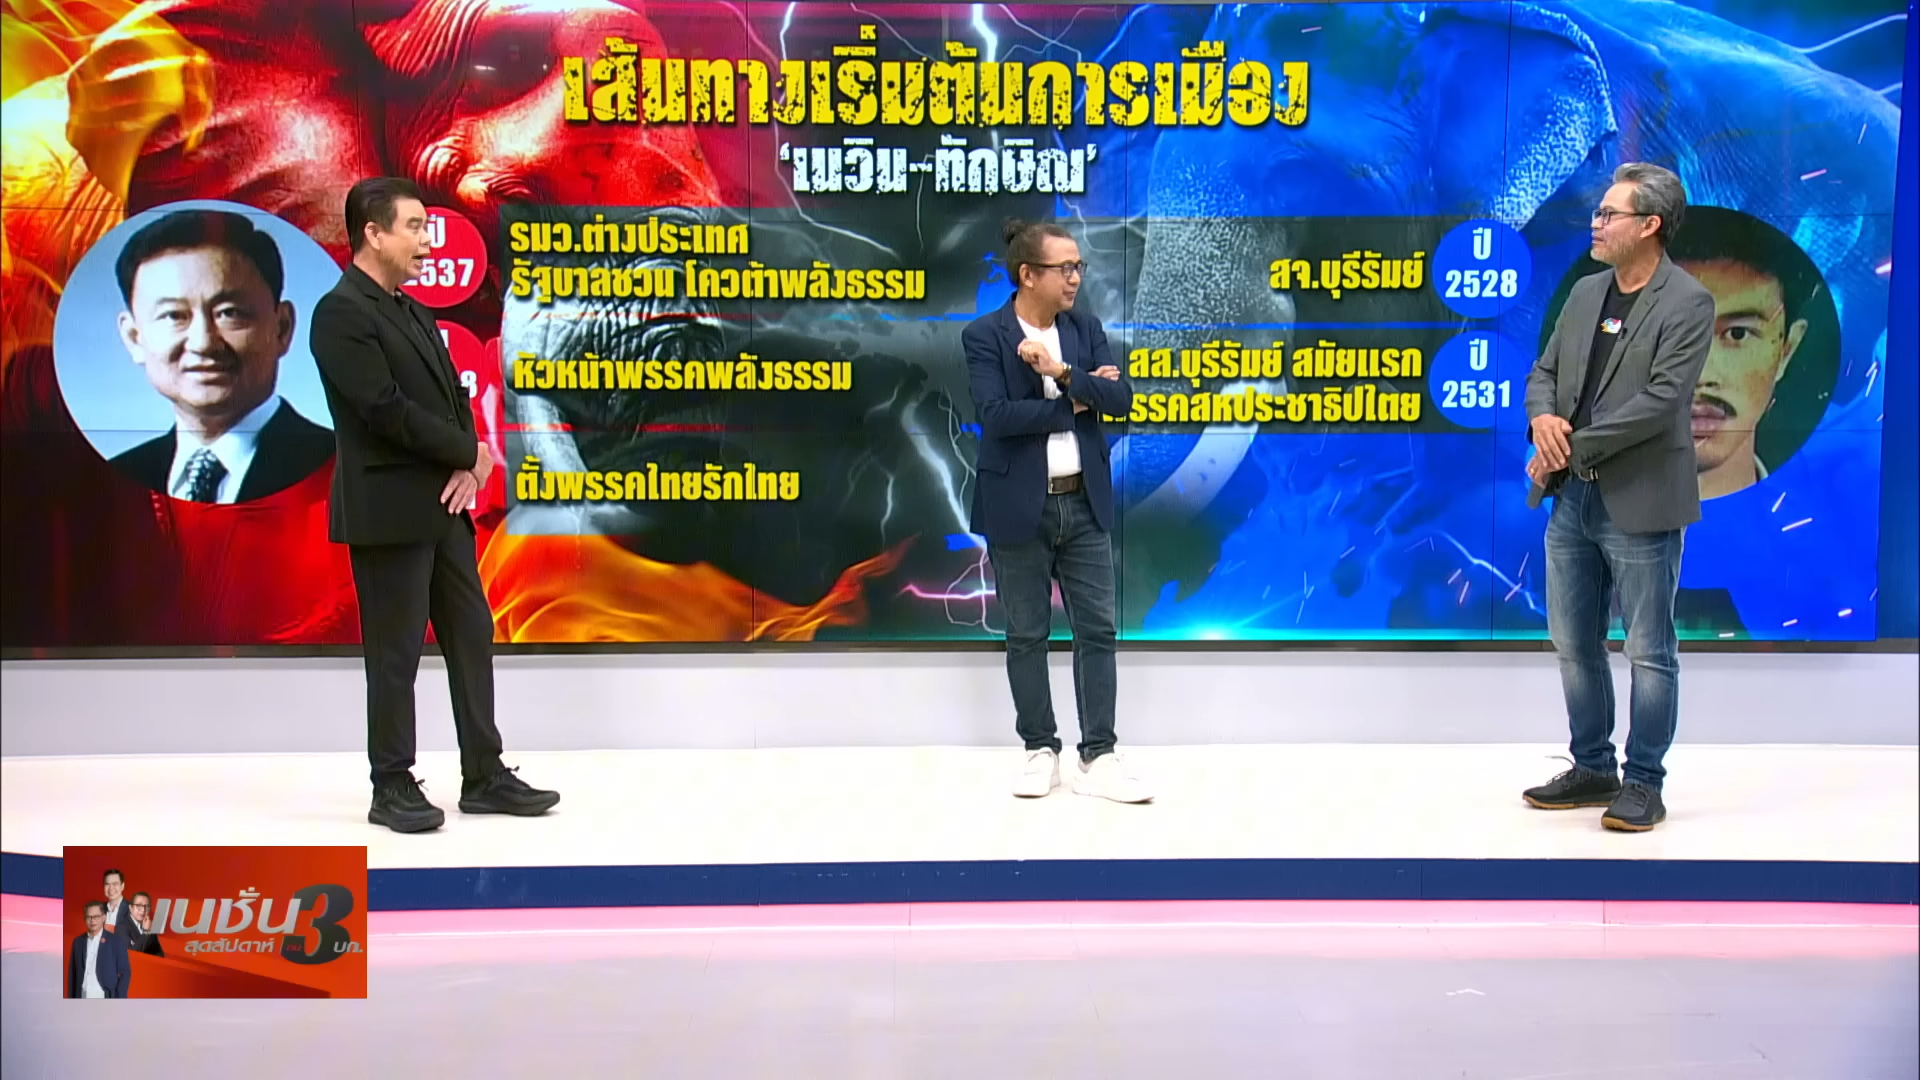 เส้นทางเริ่มต้นการเมือง
‘เนวิน-ทักษิณ’
ปี
2537
รมว.ต่างประเทศ
รัฐบาลชวน โควต้าพลังธรรม
หัวหน้าพรรคพลังธรรม
ตั้งพรรคไทยรักไทย
สจ.บุรีรัมย์
ปี
2528
สส.บุรีรัมย์ สมัยแรก
พรรคสหประชาธิปไตย
ปี
2531
เนชั่น
สุดสัปดาห์ กับ 3 บก.